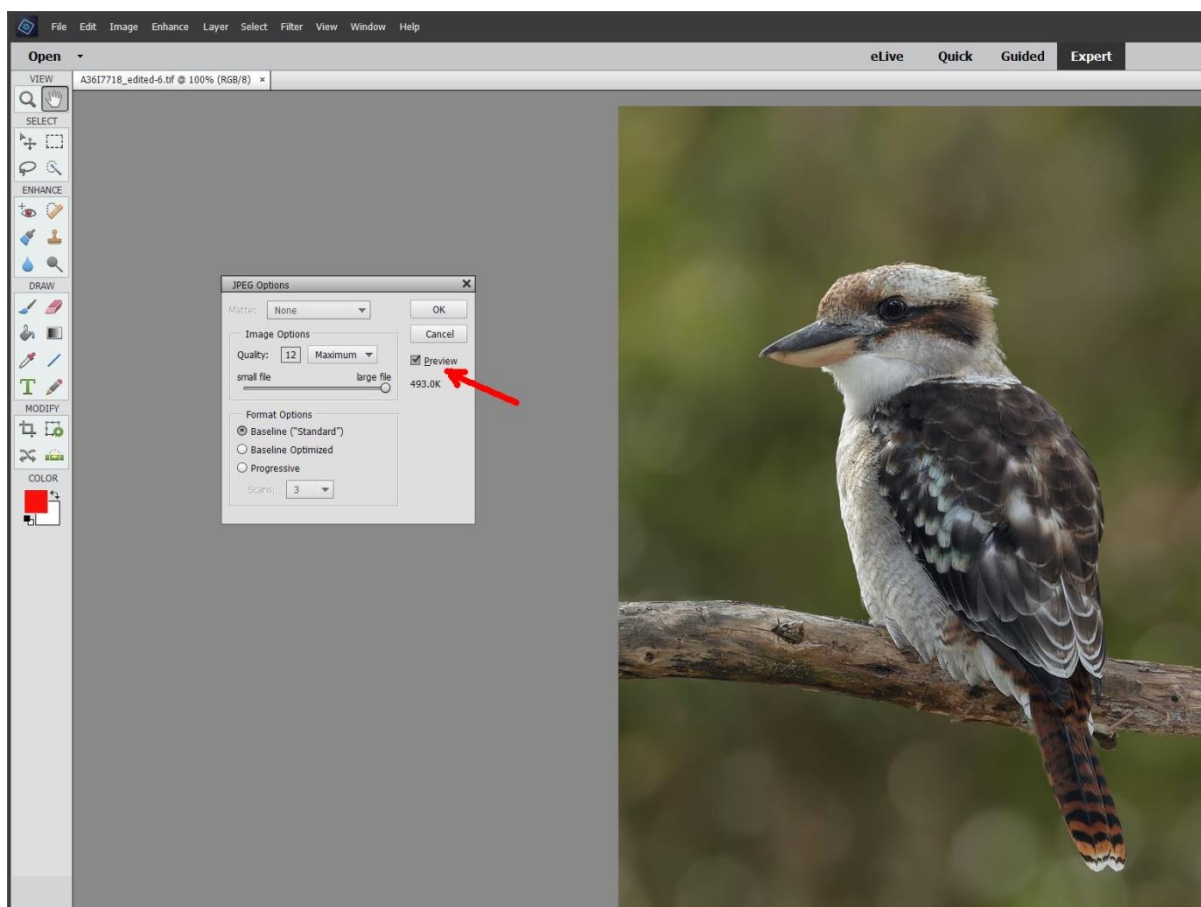 File Edit Image Enhance Layer Select Filter View Window Help
Open eLive Quick Guided Expert
VIEW
A36I7718_edited-6.tif @ 100% (RGB/8) ×
SELECT
ENHANCE
DRAW
T
MODIFY
COLOR
JPEG Options
Matte: None
OK
Image Options
Cancel
Quality: 12 Maximum
Preview
small file large file
493.0K
Format Options
Baseline ("Standard")
Baseline Optimized
Progressive
Scans: 3